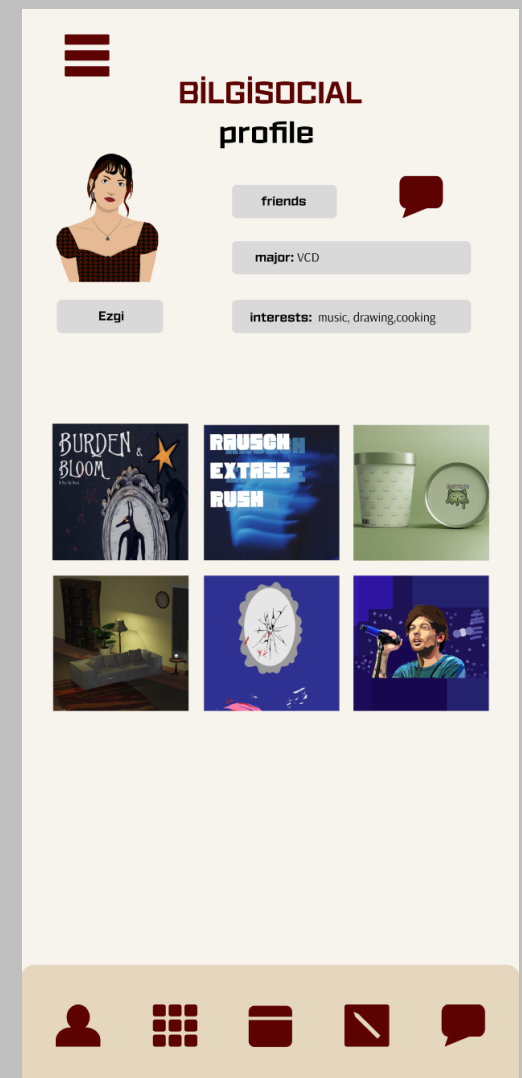 BİLGİSOCIAL
profile
friends
major: VCD
Ezgi
interests: music, drawing,cooking
BURDEN &
BLOOM
RAUSCH
EXTASE
RUSH